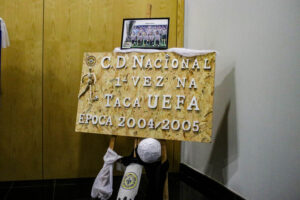 C.D. NACIONAL
1ª VEZ NA
TAÇA UEFA
ÉPOCA 2004/2005